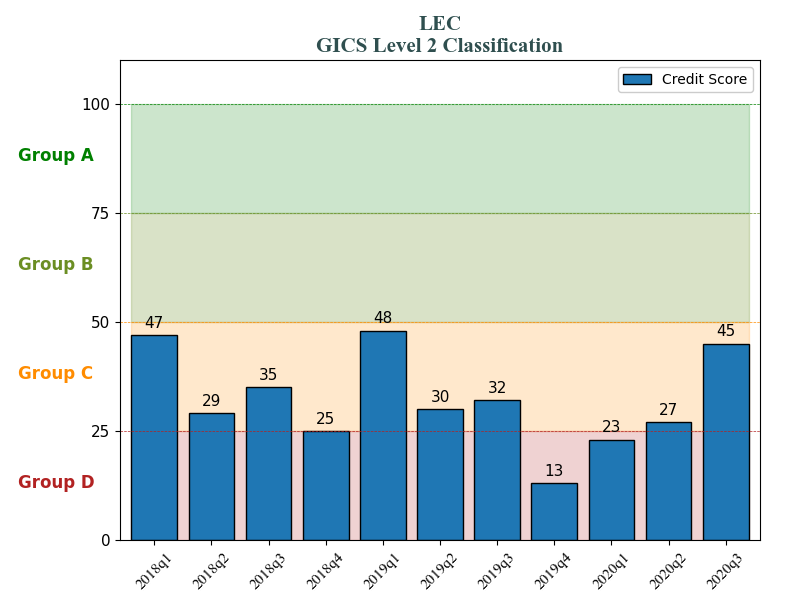 LEC
GICS Level 2 Classification
Credit Score
100
Group A
75
Group B
50
47
48
45
Group C
35
32
30
29
27
25
25
23
Group D
13
0
2018q1 2018q2 2018q3 2018q4 2019q1 2019q2 2019q3 2019q4 2020q1 2020q2 2020q3